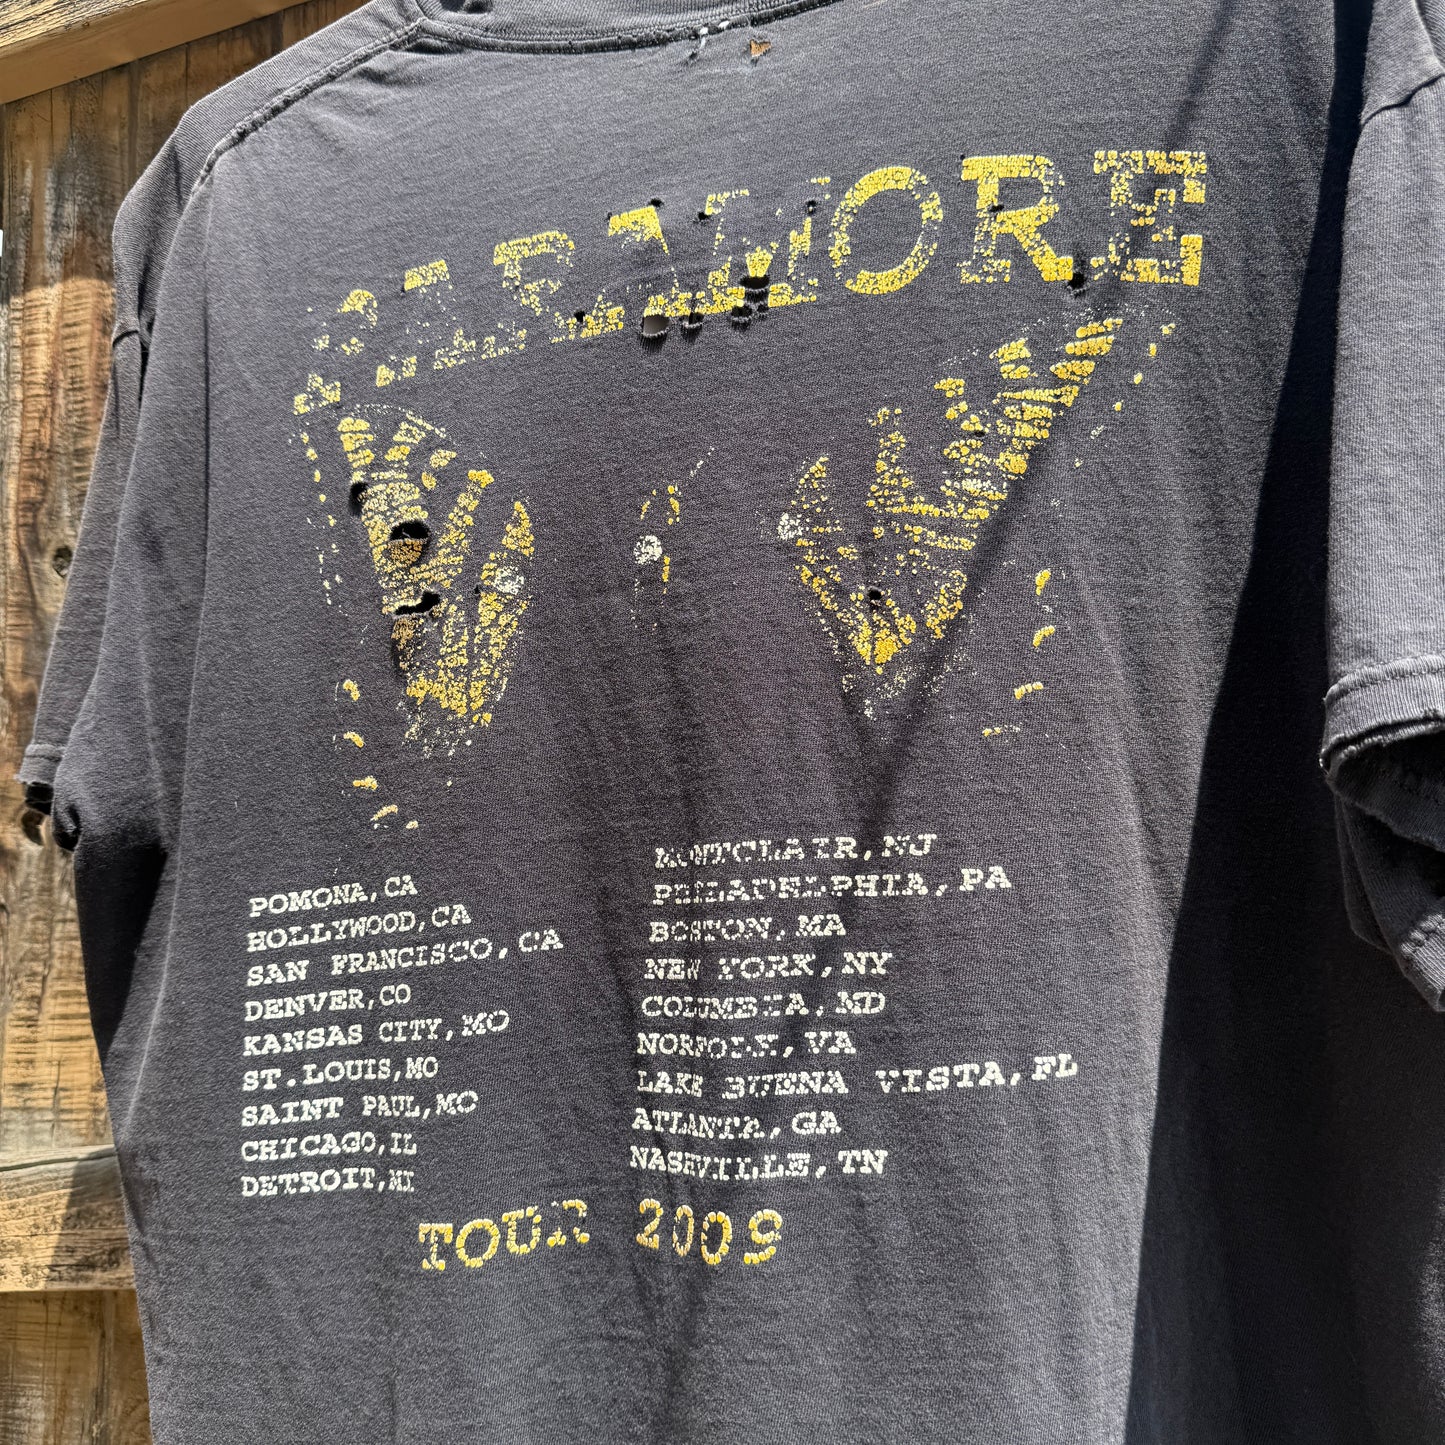 PARAMORE
POMONA, CA
HOLLYWOOD, CA
SAN FRANCISCO, CA
DENVER, CO
KANSAS CITY, MO
ST. LOUIS, MO
SAINT PAUL, MO
CHICAGO, IL
DETROIT, MI
MONTCLAIR, NJ
PHILADELPHIA, PA
BOSTON, MA
NEW YORK, NY
COLUMBIA, MD
NORFOLK, VA
LAKE BUENA VISTA, FL
ATLANTA, GA
NASHVILLE, TN
TOUR 2009